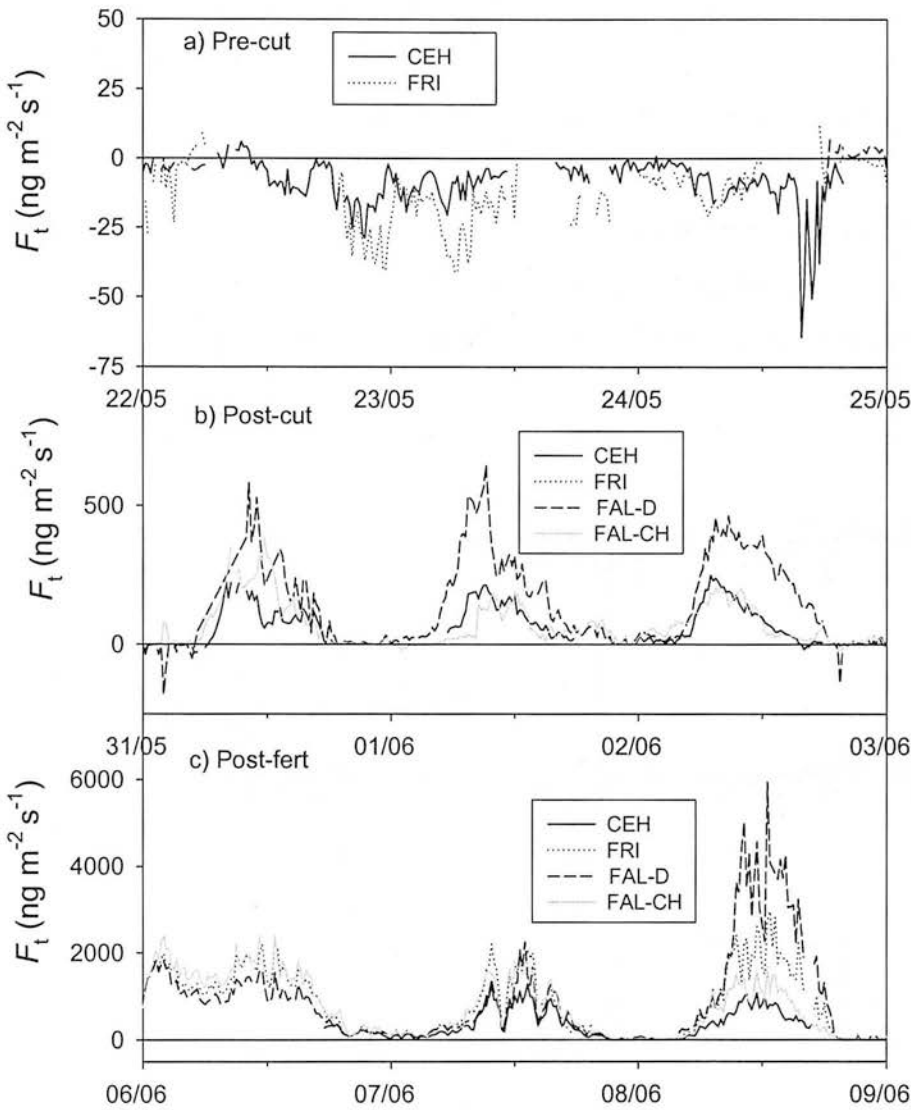 a) Pre-cut
CEH
FRI
50
25
0
-25
-50
-75
F_t (ng m⁻² s⁻¹)
22/05 23/05 24/05 25/05
b) Post-cut
CEH
FRI
FAL-D
FAL-CH
500
0
F_t (ng m⁻² s⁻¹)
31/05 01/06 02/06 03/06
c) Post-fert
CEH
FRI
FAL-D
FAL-CH
6000
4000
2000
0
F_t (ng m⁻² s⁻¹)
06/06 07/06 08/06 09/06